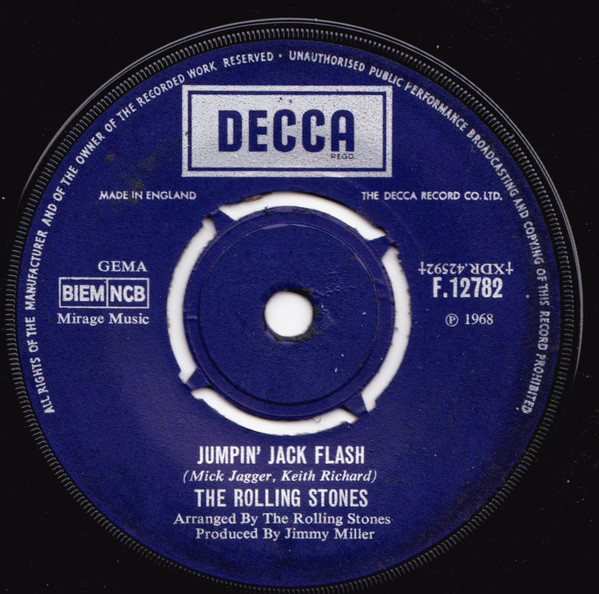 ALL RIGHTS OF THE MANUFACTURER AND OF THE OWNER OF THE RECORDED WORK RESERVED · UNAUTHORISED PUBLIC PERFORMANCE BROADCASTING AND COPYING OF THIS RECORD PROHIBITED
DECCA
REGD
MADE IN ENGLAND
THE DECCA RECORD CO. LTD.
GEMA
BIEM NCB
Mirage Music
‡XDR.42592‡
F.12782
℗ 1968
JUMPIN' JACK FLASH
(Mick Jagger, Keith Richard)
THE ROLLING STONES
Arranged By The Rolling Stones
Produced By Jimmy Miller